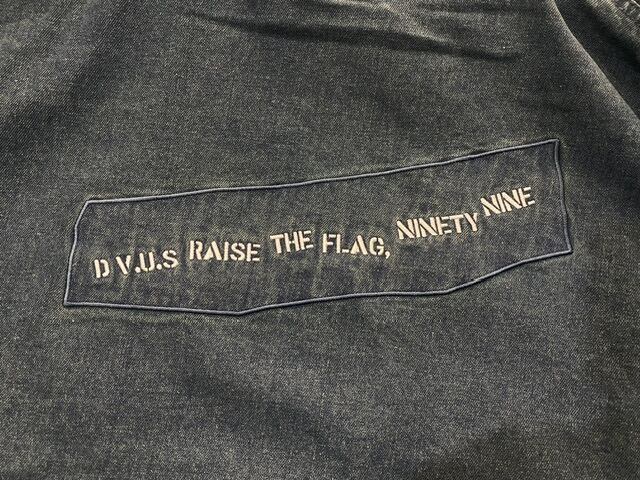 D V.U.S RAISE THE FLAG, NINETY NINE